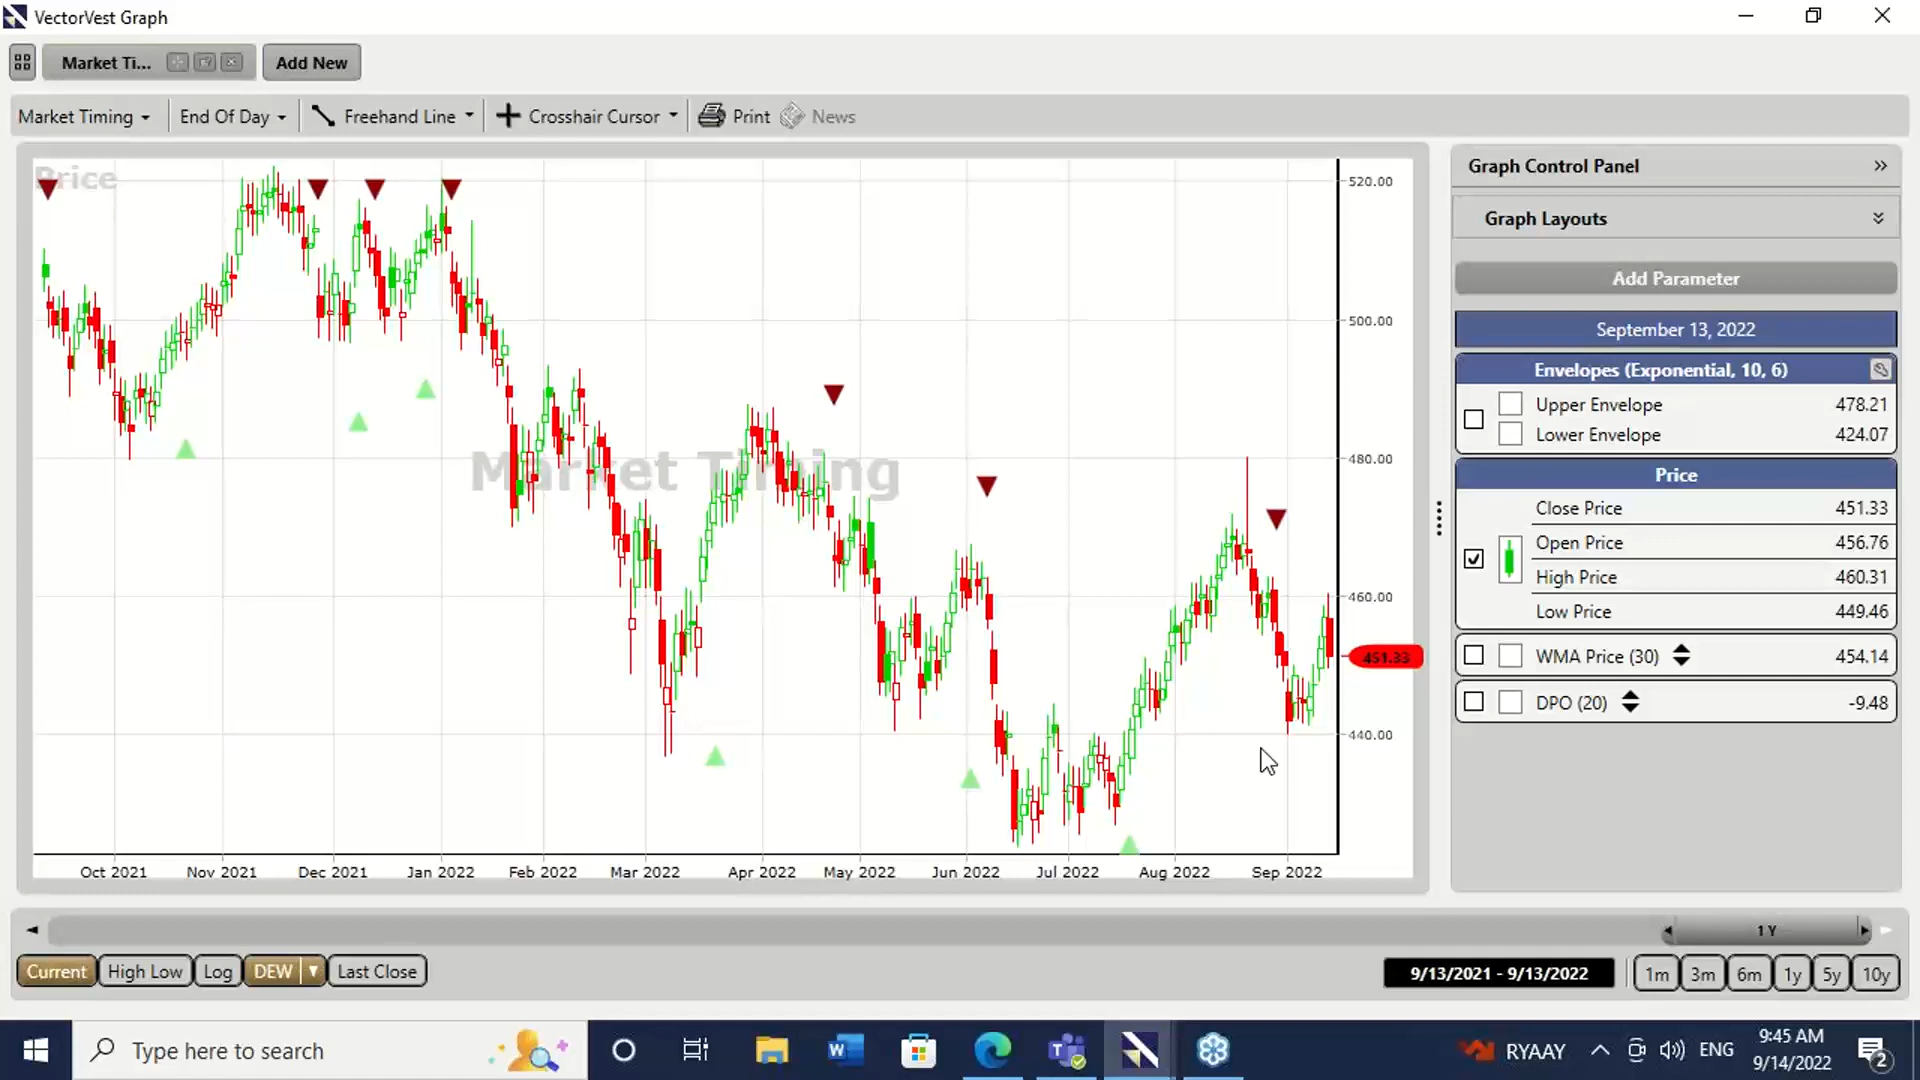 VectorVest Graph
Market Ti...
Add New
Market Timing
End Of Day
Freehand Line
Crosshair Cursor
Print
News
Price
Market Timing
520.00
500.00
480.00
460.00
451.33
440.00
Oct 2021
Nov 2021
Dec 2021
Jan 2022
Feb 2022
Mar 2022
Apr 2022
May 2022
Jun 2022
Jul 2022
Aug 2022
Sep 2022
Graph Control Panel
Graph Layouts
Add Parameter
September 13, 2022
Envelopes (Exponential, 10, 6)
Upper Envelope 478.21
Lower Envelope 424.07
Price
Close Price 451.33
Open Price 456.76
High Price 460.31
Low Price 449.46
WMA Price (30) 454.14
DPO (20) -9.48
1 Y
Current
High Low
Log
DEW
Last Close
9/13/2021 - 9/13/2022
1m
3m
6m
1y
5y
10y
Type here to search
RYAAY
ENG
9:45 AM
9/14/2022
2